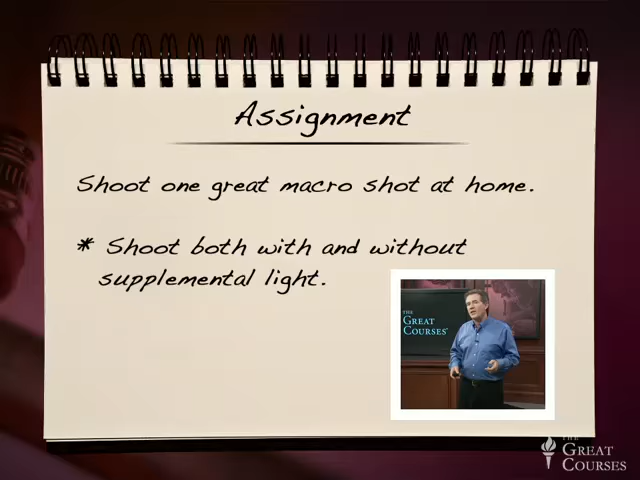 Assignment
Shoot one great macro shot at home.
* Shoot both with and without
supplemental light.
THE
GREAT
COURSES
THE
GREAT
COURSES